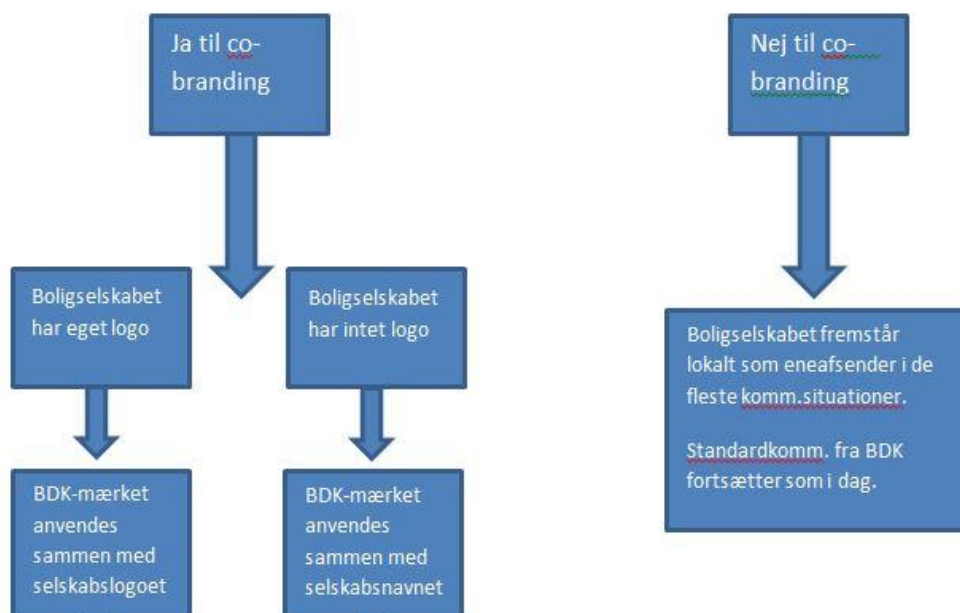 Ja til co-
branding
Boligselskabet
har eget logo
Boligselskabet
har intet logo
BDK-mærket
anvendes
sammen med
selskabslogoet
BDK-mærket
anvendes
sammen med
selskabsnavnet
Nej til co-
branding
Boligselskabet fremstår
lokalt som eneafsender i de
fleste komm.situationer.
Standardkomm. fra BDK
fortsætter som i dag.